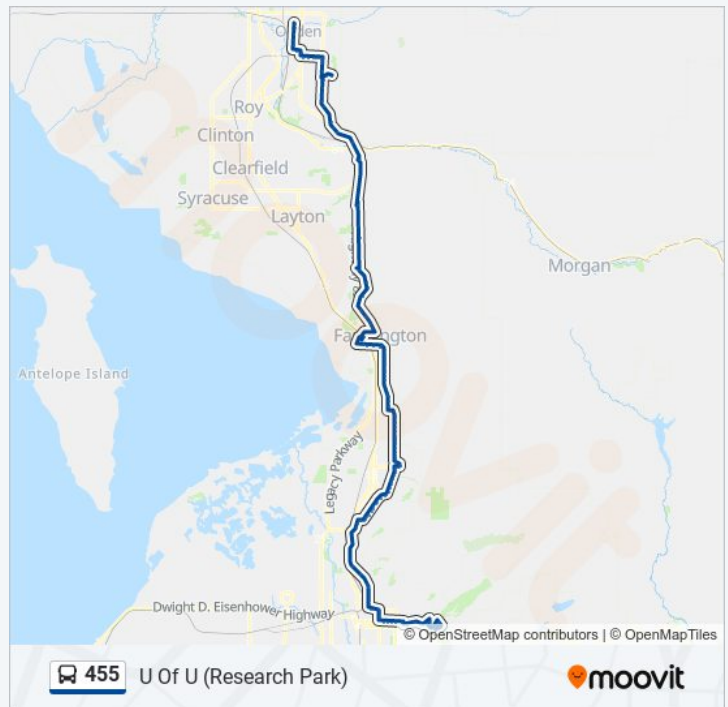 Ogden
Roy
Clinton
Clearfield
Syracuse
Layton
Morgan
Farmington
Antelope Island
Legacy Parkway
Dwight D. Eisenhower Highway
© OpenStreetMap contributors | © OpenMapTiles
455 U Of U (Research Park)
moovit